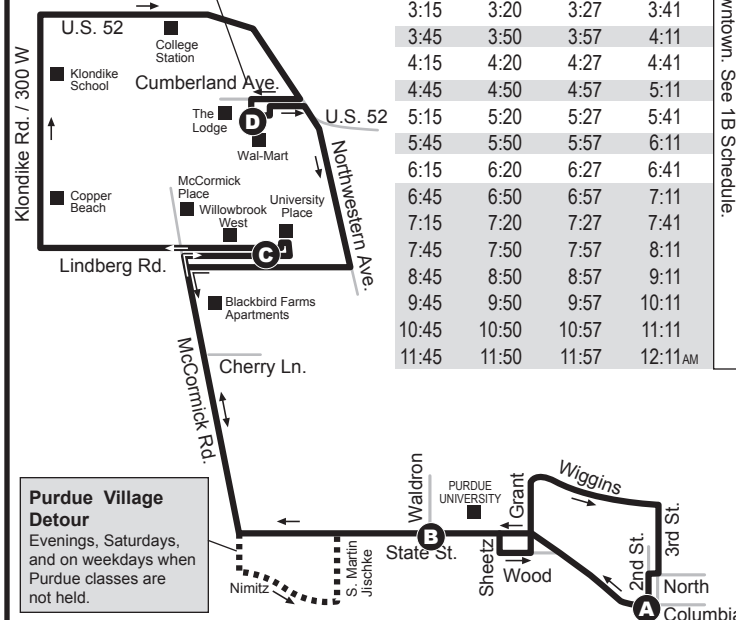 3:15 3:20 3:27 3:41
3:45 3:50 3:57 4:11
4:15 4:20 4:27 4:41
4:45 4:50 4:57 5:11
5:15 5:20 5:27 5:41
5:45 5:50 5:57 6:11
6:15 6:20 6:27 6:41
6:45 6:50 6:57 7:11
7:15 7:20 7:27 7:41
7:45 7:50 7:57 8:11
8:45 8:50 8:57 9:11
9:45 9:50 9:57 10:11
10:45 10:50 10:57 11:11
11:45 11:50 11:57 12:11AM
See 1B Schedule.
U.S. 52
College
Station
Klondike
School
Cumberland Ave.
The
Lodge
D
U.S. 52
Wal-Mart
Klondike Rd. / 300 W
Northwestern Ave.
McCormick
Place
Copper
Beach
Willowbrook
West
University
Place
C
Lindberg Rd.
Blackbird Farms
Apartments
McCormick Rd.
Cherry Ln.
Purdue Village
Detour
Evenings, Saturdays,
and on weekdays when
Purdue classes are
not held.
Nimitz
S. Martin
Jischke
Waldron
B
State St.
PURDUE
UNIVERSITY
Grant
Sheetz
Wood
Wiggins
3rd St.
2nd St.
North
A
Columbia